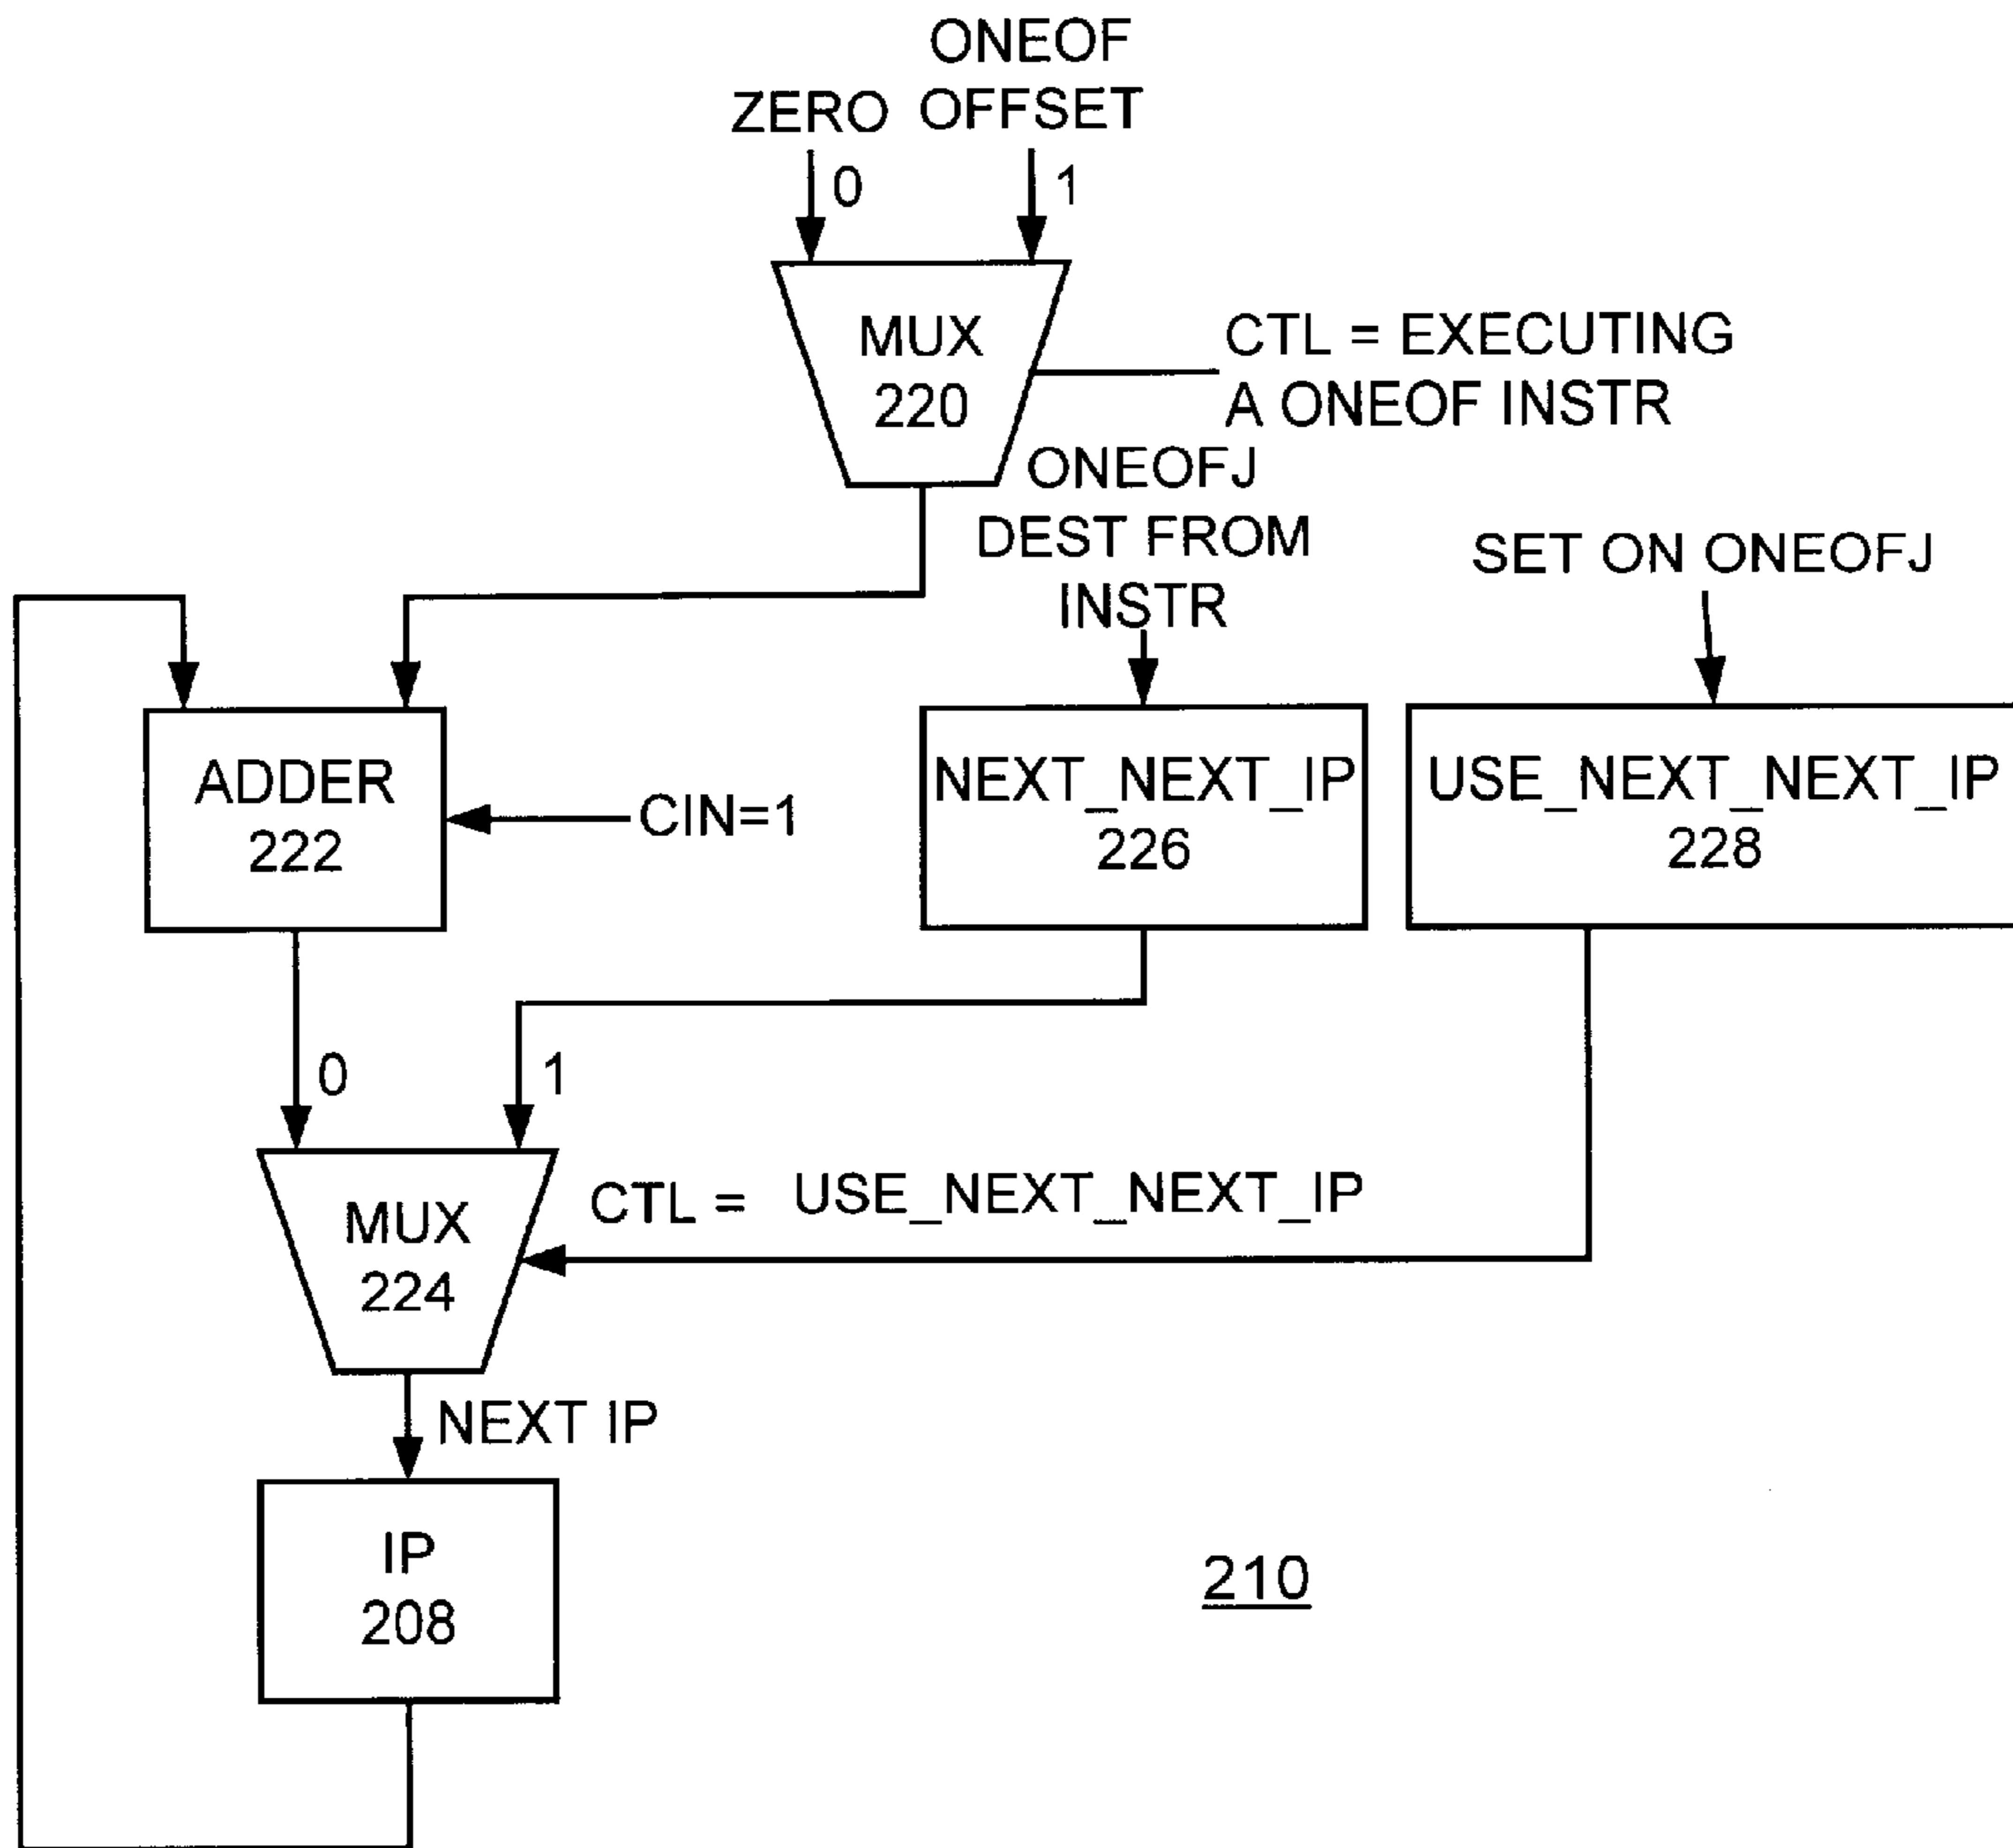 ONEOF
ZERO OFFSET
0
1
MUX
220
CTL = EXECUTING
A ONEOF INSTR
ONEOFJ
DEST FROM
INSTR
SET ON ONEOFJ
ADDER
222
CIN=1
NEXT_NEXT_IP
226
USE_NEXT_NEXT_IP
228
0
1
MUX
224
CTL = USE_NEXT_NEXT_IP
NEXT IP
IP
208
210